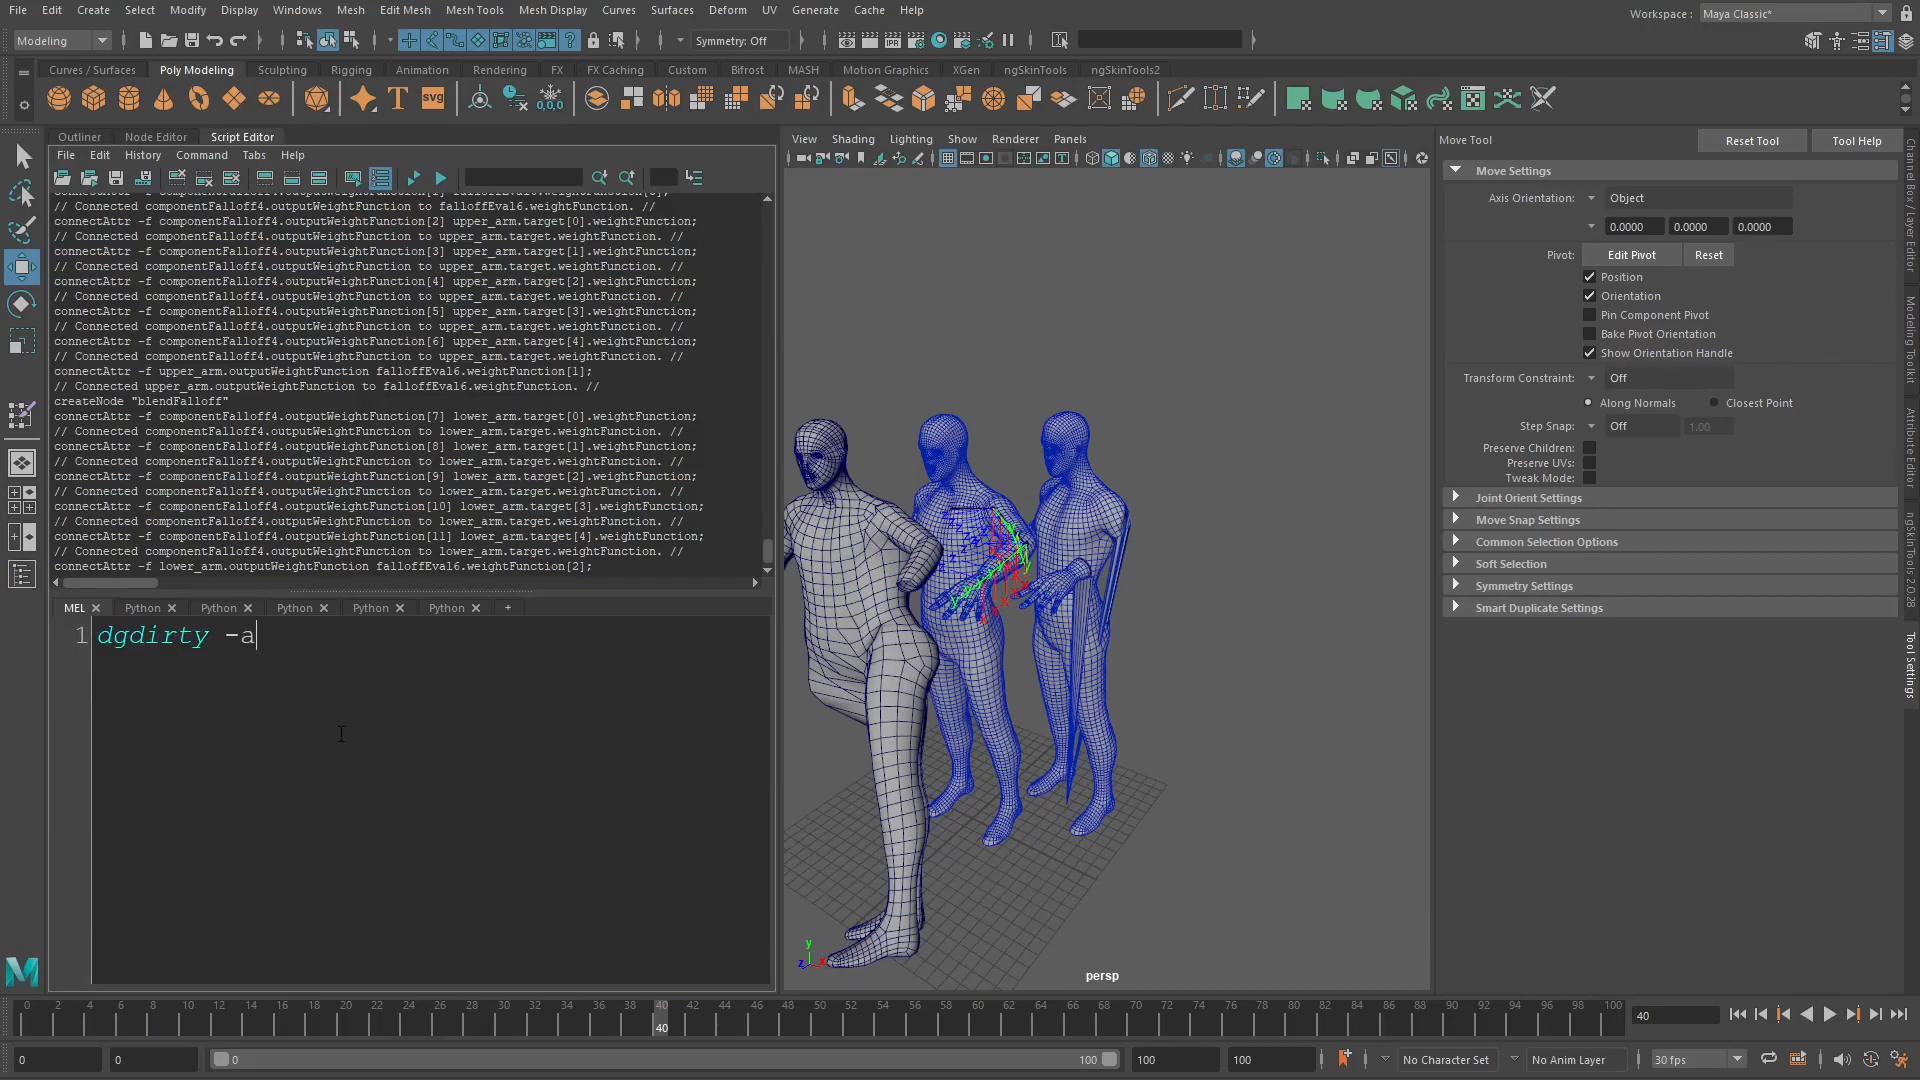 File Edit Create Select Modify Display Windows Mesh Edit Mesh Mesh Tools Mesh Display Curves Surfaces Deform UV Generate Cache Help
Workspace : Maya Classic*
Modeling
Symmetry: Off
Curves / Surfaces Poly Modeling Sculpting Rigging Animation Rendering FX FX Caching Custom Bifrost MASH Motion Graphics XGen ngSkinTools ngSkinTools2
svg
0,0,0
IPR
Outliner Node Editor Script Editor
File Edit History Command Tabs Help
// Connected componentFalloff4.outputWeightFunction to falloffEval6.weightFunction. //
connectAttr -f componentFalloff4.outputWeightFunction[2] upper_arm.target[0].weightFunction;
// Connected componentFalloff4.outputWeightFunction to upper_arm.target.weightFunction. //
connectAttr -f componentFalloff4.outputWeightFunction[3] upper_arm.target[1].weightFunction;
// Connected componentFalloff4.outputWeightFunction to upper_arm.target.weightFunction. //
connectAttr -f componentFalloff4.outputWeightFunction[4] upper_arm.target[2].weightFunction;
// Connected componentFalloff4.outputWeightFunction to upper_arm.target.weightFunction. //
connectAttr -f componentFalloff4.outputWeightFunction[5] upper_arm.target[3].weightFunction;
// Connected componentFalloff4.outputWeightFunction to upper_arm.target.weightFunction. //
connectAttr -f componentFalloff4.outputWeightFunction[6] upper_arm.target[4].weightFunction;
// Connected componentFalloff4.outputWeightFunction to upper_arm.target.weightFunction. //
connectAttr -f upper_arm.outputWeightFunction falloffEval6.weightFunction[1];
// Connected upper_arm.outputWeightFunction to falloffEval6.weightFunction. //
createNode "blendFalloff"
connectAttr -f componentFalloff4.outputWeightFunction[7] lower_arm.target[0].weightFunction;
// Connected componentFalloff4.outputWeightFunction to lower_arm.target.weightFunction. //
connectAttr -f componentFalloff4.outputWeightFunction[8] lower_arm.target[1].weightFunction;
// Connected componentFalloff4.outputWeightFunction to lower_arm.target.weightFunction. //
connectAttr -f componentFalloff4.outputWeightFunction[9] lower_arm.target[2].weightFunction;
// Connected componentFalloff4.outputWeightFunction to lower_arm.target.weightFunction. //
connectAttr -f componentFalloff4.outputWeightFunction[10] lower_arm.target[3].weightFunction;
// Connected componentFalloff4.outputWeightFunction to lower_arm.target.weightFunction. //
connectAttr -f componentFalloff4.outputWeightFunction[11] lower_arm.target[4].weightFunction;
// Connected componentFalloff4.outputWeightFunction to lower_arm.target.weightFunction. //
connectAttr -f lower_arm.outputWeightFunction falloffEval6.weightFunction[2];
MEL Python Python Python Python Python +
1 dgdirty -a
View Shading Lighting Show Renderer Panels
persp
y
z x
Move Tool Reset Tool Tool Help
Move Settings
Axis Orientation: Object
0.0000 0.0000 0.0000
Pivot: Edit Pivot Reset
Position
Orientation
Pin Component Pivot
Bake Pivot Orientation
Show Orientation Handle
Transform Constraint: Off
Along Normals Closest Point
Step Snap: Off 1.00
Preserve Children:
Preserve UVs:
Tweak Mode:
Joint Orient Settings
Move Snap Settings
Common Selection Options
Soft Selection
Symmetry Settings
Smart Duplicate Settings
Channel Box / Layer Editor
Modeling Toolkit
Attribute Editor
ngSkinTools 2.0.28
Tool Settings
0 2 4 6 8 10 12 14 16 18 20 22 24 26 28 30 32 34 36 38 40 42 44 46 48 50 52 54 56 58 60 62 64 66 68 70 72 74 76 78 80 82 84 86 88 90 92 94 96 98 100
40
40
0 0 0 100 100 100 No Character Set No Anim Layer 30 fps